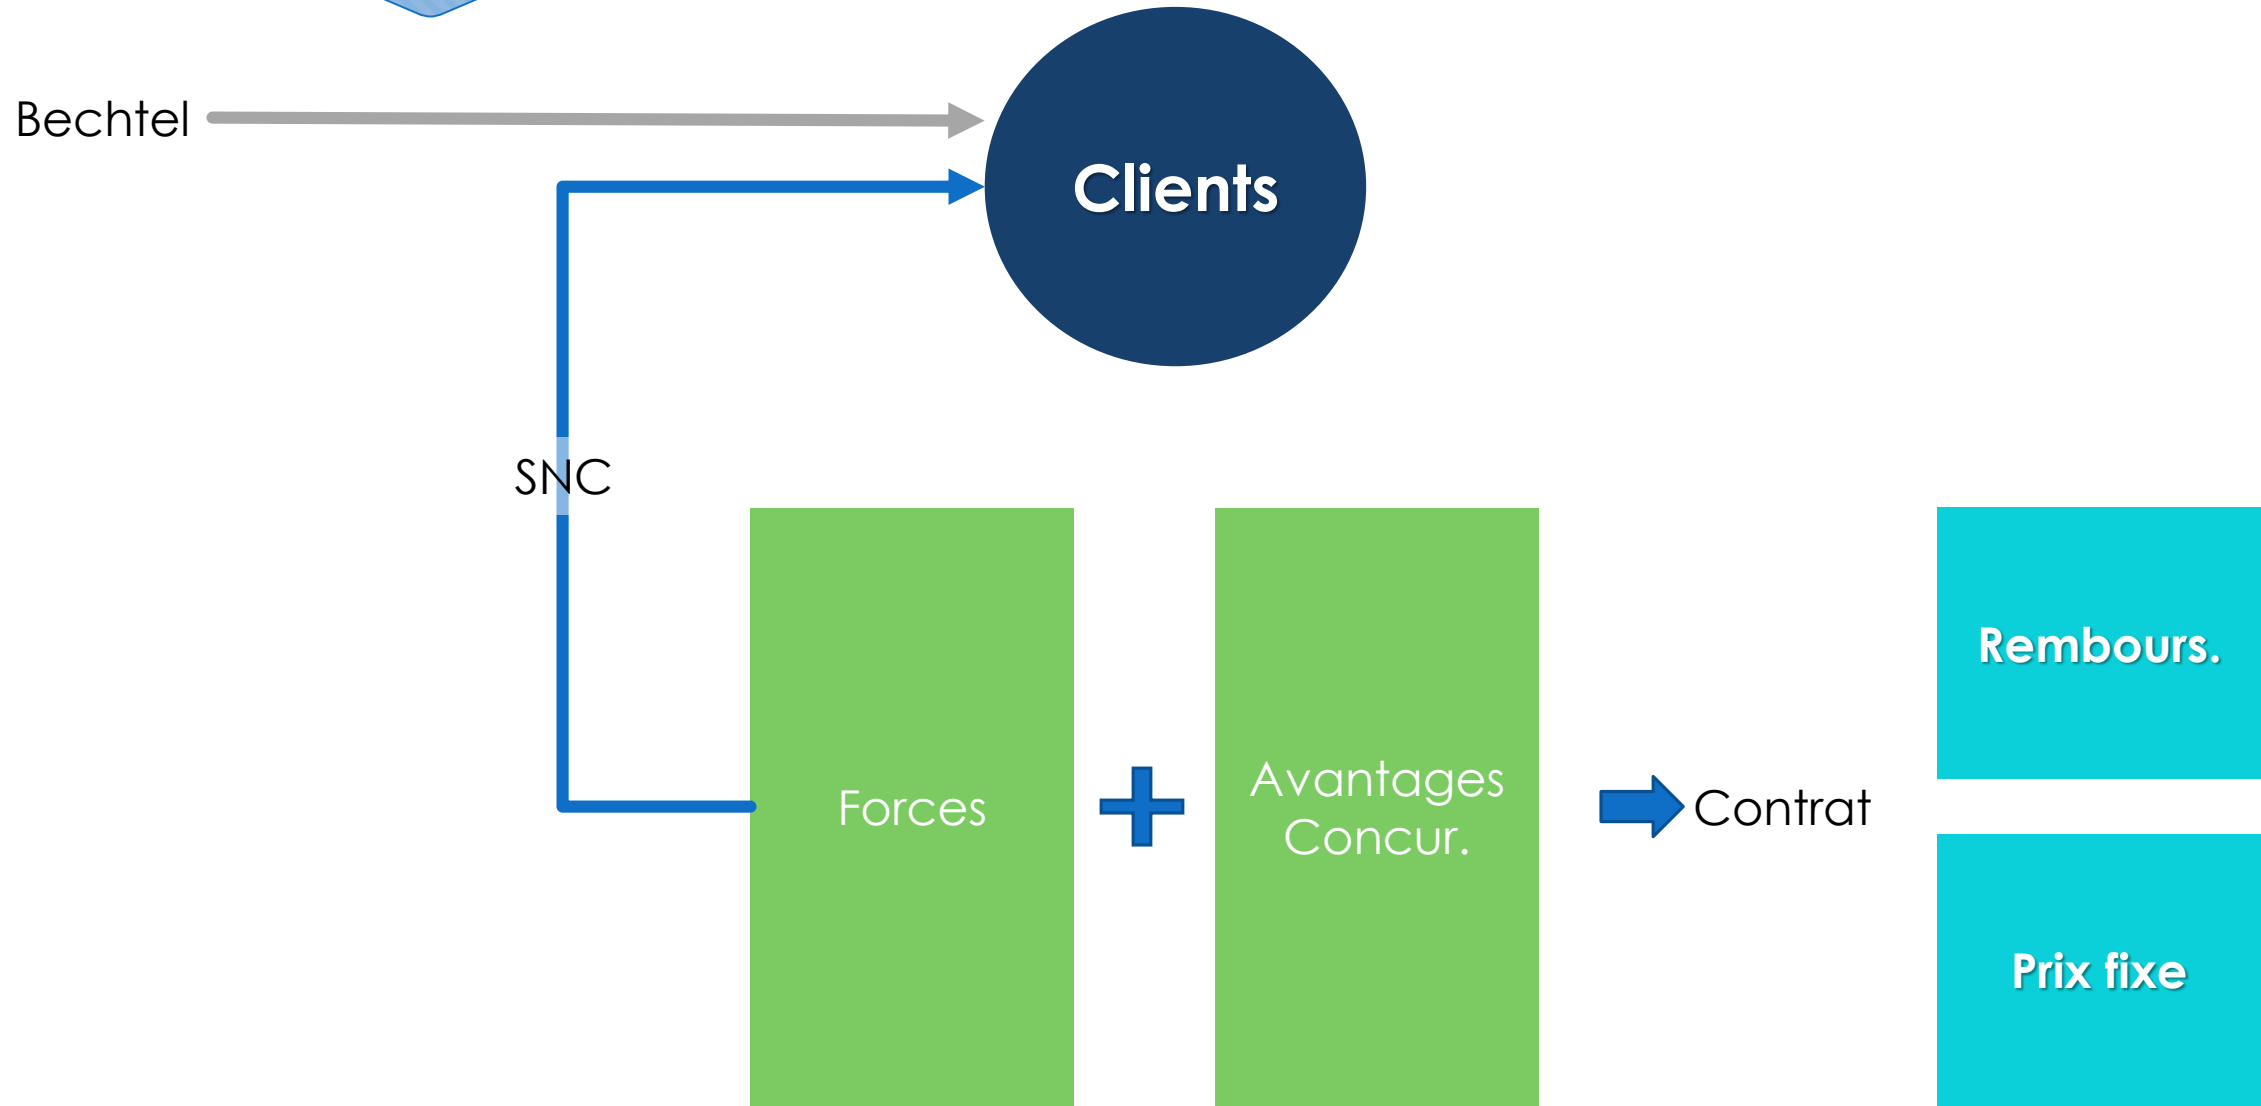 Bechtel
Clients
SNC
Forces
Avantages
Concur.
Contrat
Rembours.
Prix fixe